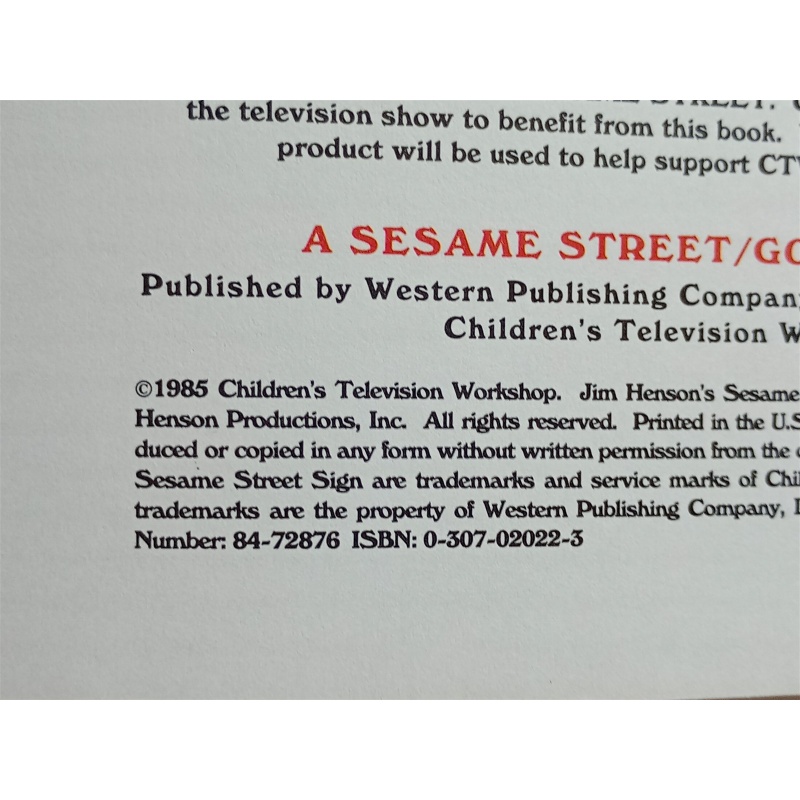 STREET.
the television show to benefit from this book.
product will be used to help support CT
A SESAME STREET/GO
Published by Western Publishing Company
Children's Television W
©1985 Children's Television Workshop. Jim Henson's Sesame
Henson Productions, Inc. All rights reserved. Printed in the U.S
duced or copied in any form without written permission from the
Sesame Street Sign are trademarks and service marks of Chil
trademarks are the property of Western Publishing Company, I
Number: 84-72876 ISBN: 0-307-02022-3